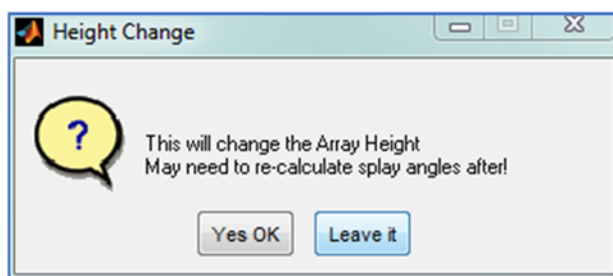 Height Change
?
This will change the Array Height
May need to re-calculate splay angles after!
Yes OK
Leave it